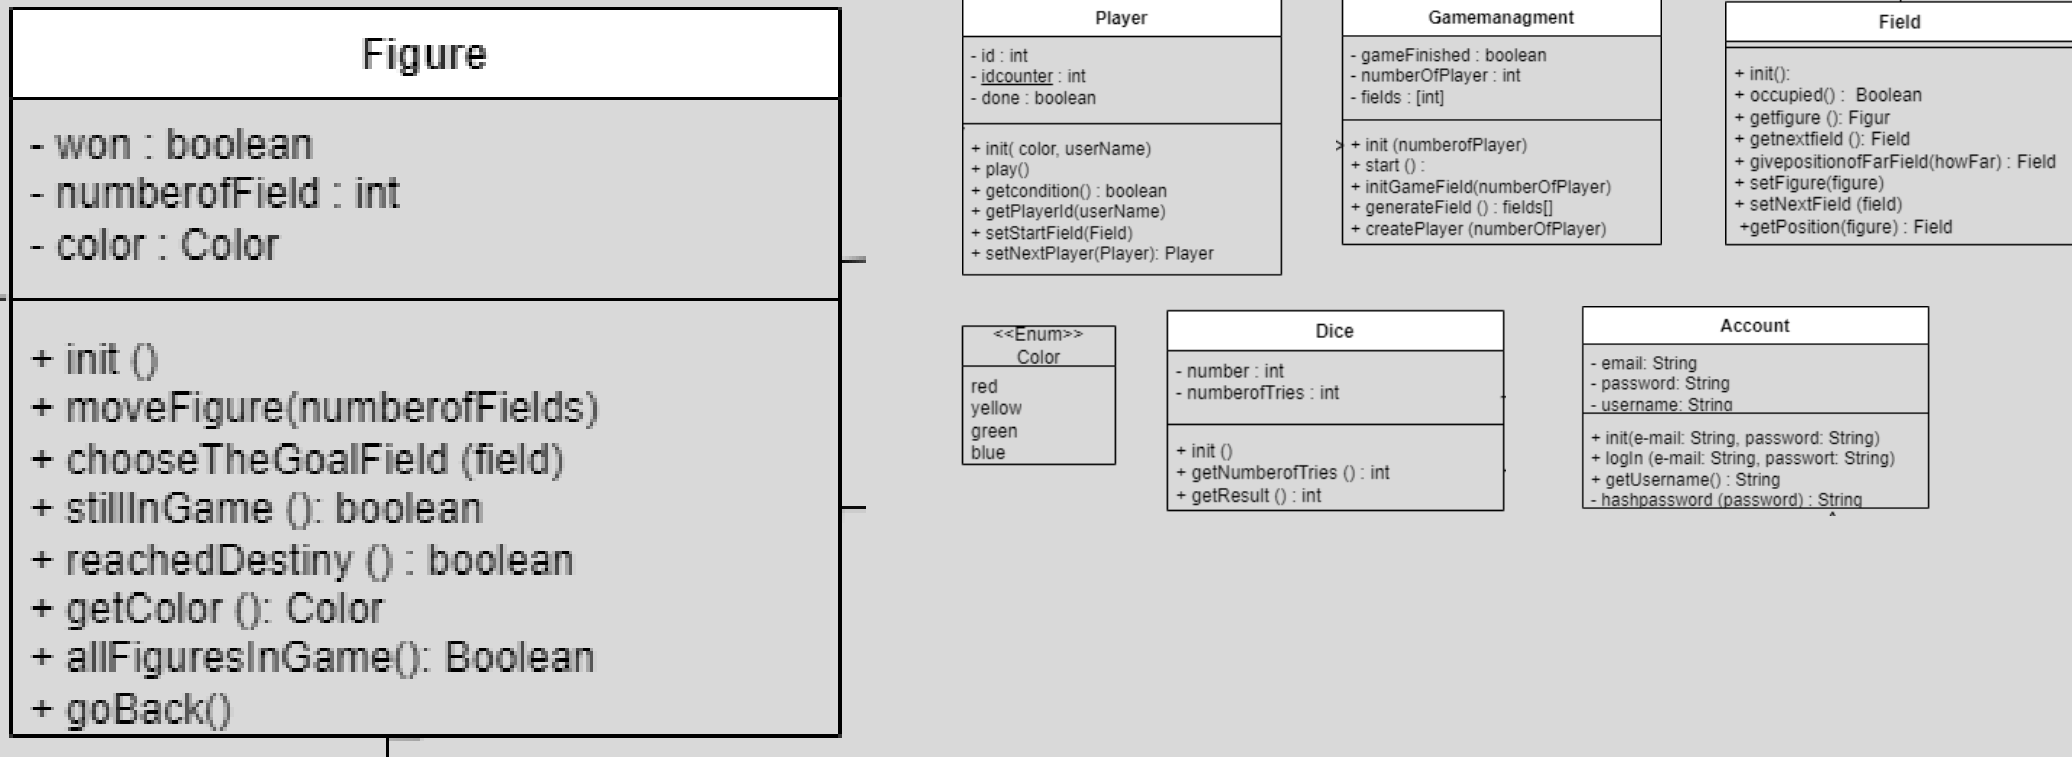 Figure
- won : boolean
- numberofField : int
- color : Color
+ init ()
+ moveFigure(numberofFields)
+ chooseTheGoalField (field)
+ stillInGame (): boolean
+ reachedDestiny () : boolean
+ getColor (): Color
+ allFiguresInGame(): Boolean
+ goBack()
Player
- id : int
- idcounter : int
- done : boolean
+ init( color, userName)
+ play()
+ getcondition() : boolean
+ getPlayerId(userName)
+ setStartField(Field)
+ setNextPlayer(Player): Player
Gamemanagment
- gameFinished : boolean
- numberOfPlayer : int
- fields : [int]
+ init (numberofPlayer)
+ start () :
+ initGameField(numberOfPlayer)
+ generateField () : fields[]
+ createPlayer (numberOfPlayer)
Field
+ init():
+ occupied() : Boolean
+ getfigure (): Figur
+ getnextfield (): Field
+ givepositionofFarField(howFar) : Field
+ setFigure(figure)
+ setNextField (field)
+getPosition(figure) : Field
<<Enum>>
Color
red
yellow
green
blue
Dice
- number : int
- numberofTries : int
+ init ()
+ getNumberofTries () : int
+ getResult () : int
Account
- email: String
- password: String
- username: String
+ init(e-mail: String, password: String)
+ logIn (e-mail: String, passwort: String)
+ getUsername() : String
- hashpassword (password) : String